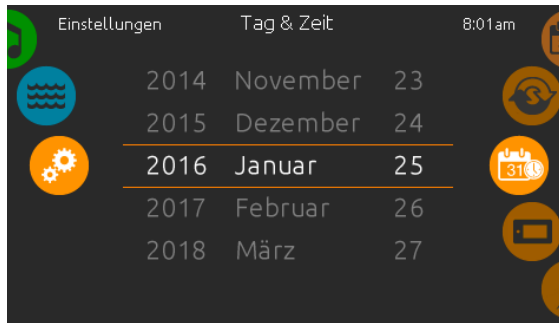 Einstellungen Tag & Zeit 8:01am
2014 November 23
2015 Dezember 24
2016 Januar 25
31
2017 Februar 26
2018 März 27